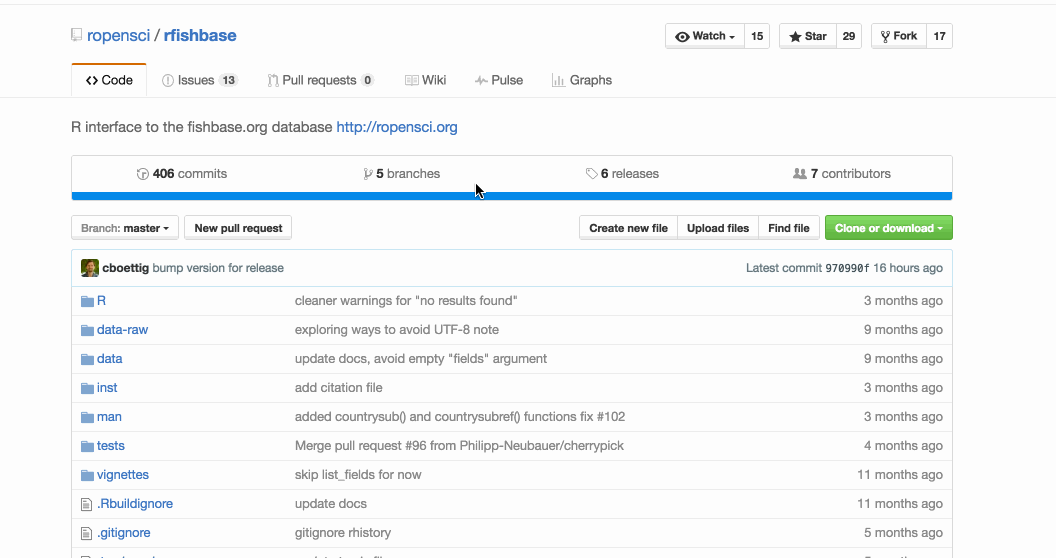 ropensci / rfishbase
Watch 15 Star 29 Fork 17
Code Issues 13 Pull requests 0 Wiki Pulse Graphs
R interface to the fishbase.org database http://ropensci.org
406 commits 5 branches 6 releases 7 contributors
Branch: master New pull request Create new file Upload files Find file Clone or download
cboettig bump version for release Latest commit 970990f 16 hours ago
R cleaner warnings for "no results found" 3 months ago
data-raw exploring ways to avoid UTF-8 note 9 months ago
data update docs, avoid empty "fields" argument 9 months ago
inst add citation file 3 months ago
man added countrysub() and countrysubref() functions fix #102 3 months ago
tests Merge pull request #96 from Philipp-Neubauer/cherrypick 4 months ago
vignettes skip list_fields for now 11 months ago
.Rbuildignore update docs 11 months ago
.gitignore gitignore rhistory 5 months ago